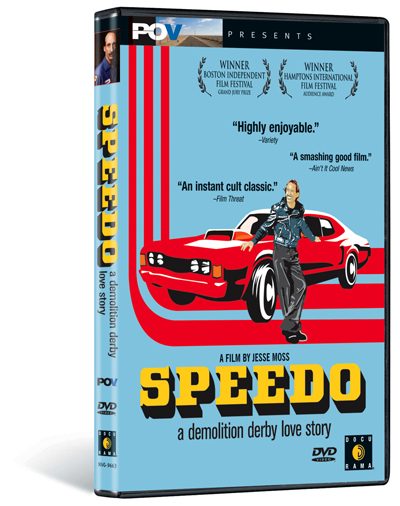 POV PRESENTS
WINNER
BOSTON INDEPENDENT
FILM FESTIVAL
GRAND JURY PRIZE
WINNER
HAMPTONS INTERNATIONAL
FILM FESTIVAL
AUDIENCE AWARD
"Highly enjoyable."
–Variety
"A smashing good film."
–Ain't It Cool News
"An instant cult classic."
–Film Threat
A FILM BY JESSE MOSS
SPEEDO
a demolition derby love story
DVD
VIDEO
DOCU
RAMA
SPEEDO
a demolition derby
love story
POV
DVD
VIDEO
DOCU
RAMA